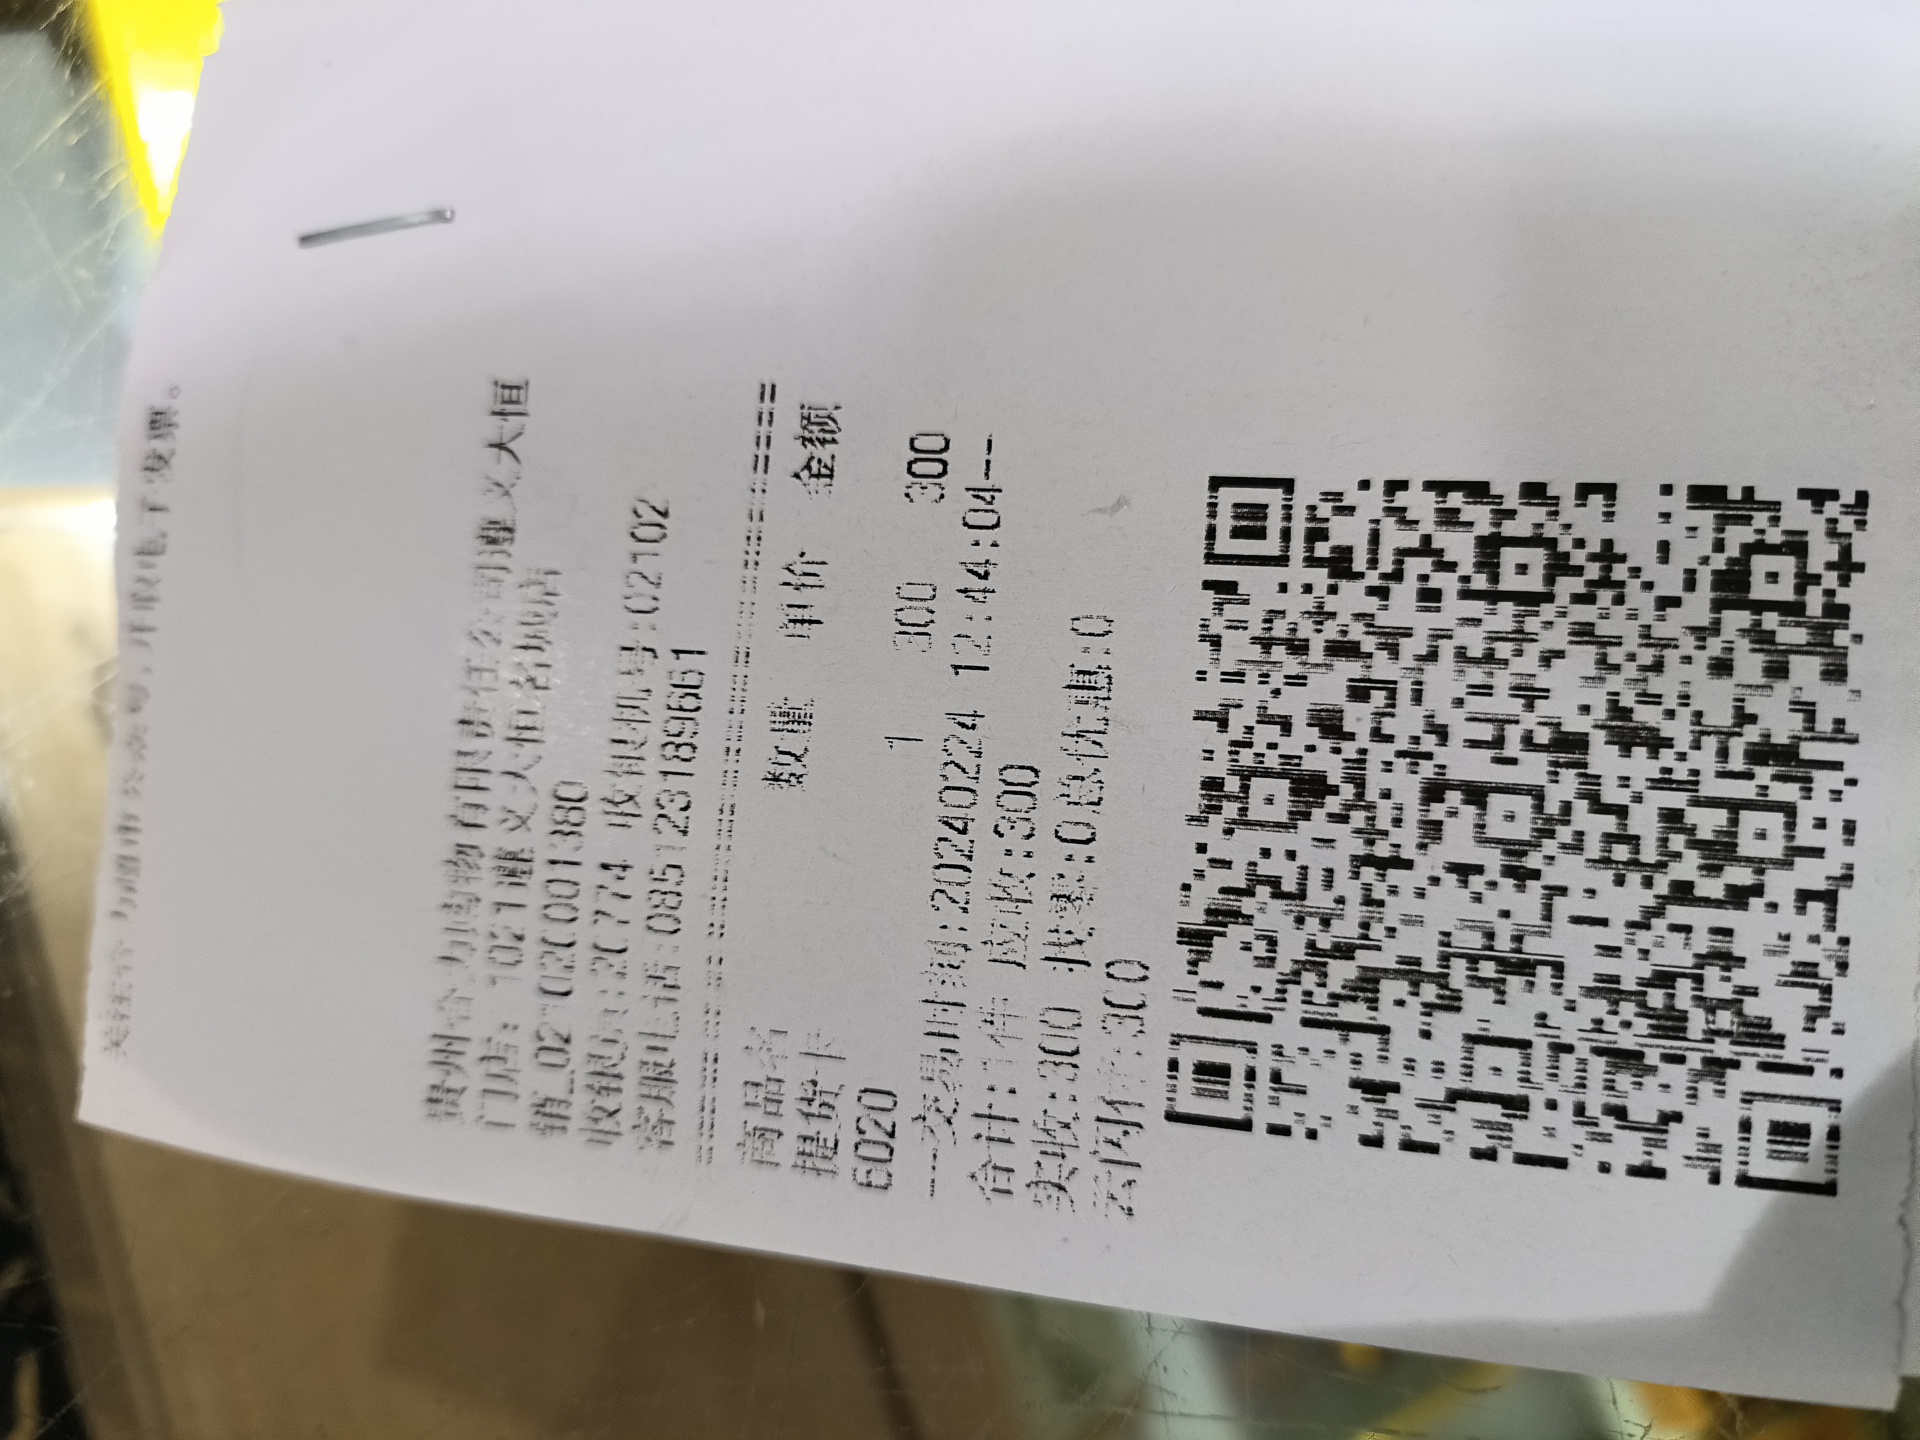 关注合力超市公众号,开取电子发票。
贵州合力购物有限责任公司遵义大恒
门店:1021遵义大恒名城店
销_021020001380
收银员:20774 收银机号:02102
客服电话:085123189661
商品名 数量 单价 金额
提货卡
6020 1 300 300
--交易时间:20240224 12:44:04--
合计:1件 应收:300
实收:300 找零:0总优惠:0
云闪付:300